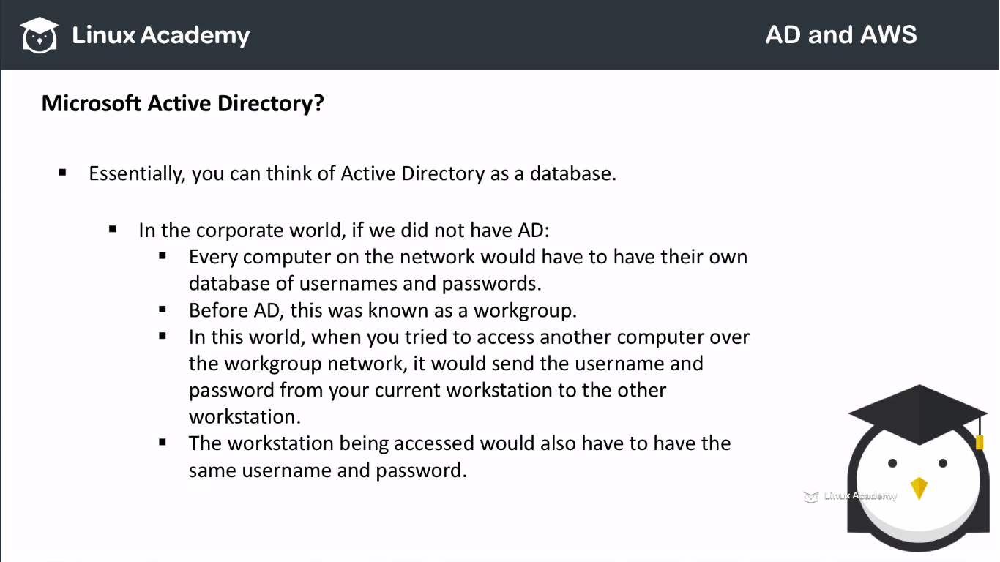 Linux Academy
AD and AWS
Microsoft Active Directory?
▪ Essentially, you can think of Active Directory as a database.
▪ In the corporate world, if we did not have AD:
▪ Every computer on the network would have to have their own
database of usernames and passwords.
▪ Before AD, this was known as a workgroup.
▪ In this world, when you tried to access another computer over
the workgroup network, it would send the username and
password from your current workstation to the other
workstation.
▪ The workstation being accessed would also have to have the
same username and password.
Linux Academy